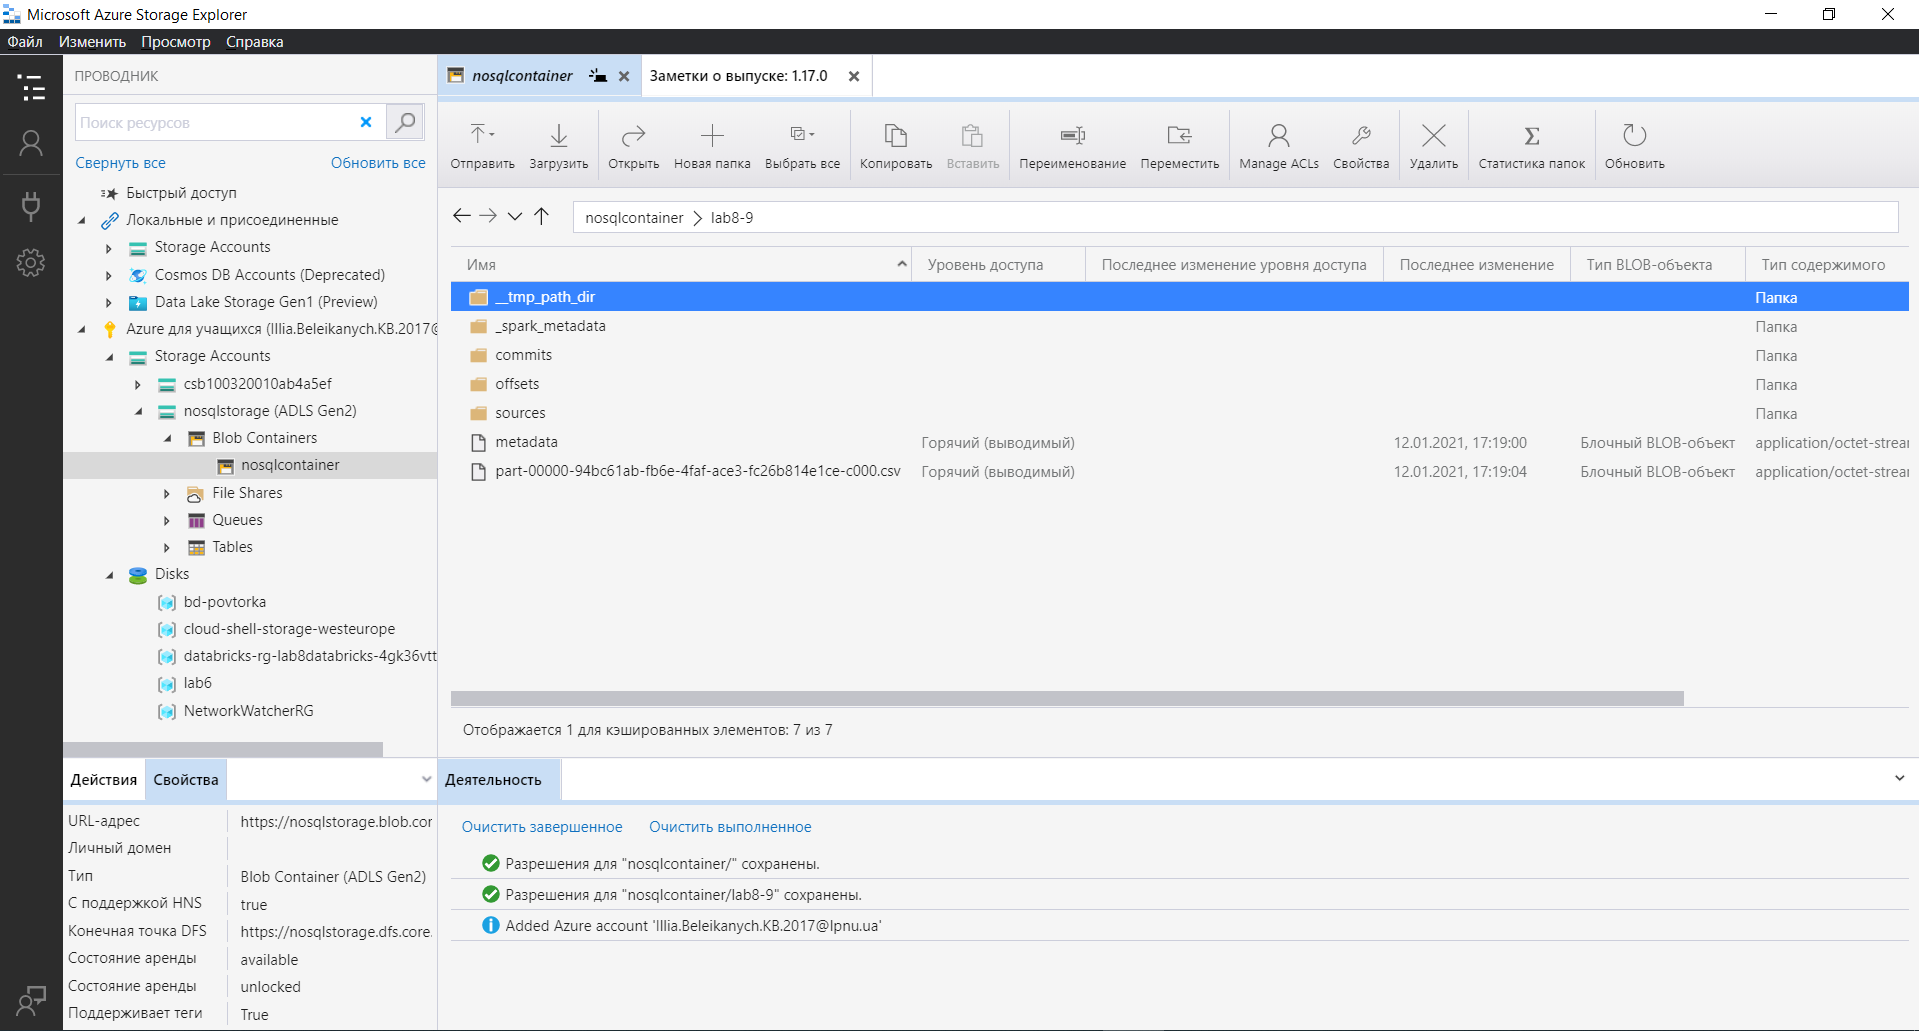 Microsoft Azure Storage Explorer
Файл Изменить Просмотр Справка
ПРОВОДНИК
Поиск ресурсов
Свернуть все Обновить все
Быстрый доступ
Локальные и присоединенные
Storage Accounts
Cosmos DB Accounts (Deprecated)
Data Lake Storage Gen1 (Preview)
Azure для учащихся (Illia.Beleikanych.KB.2017@
Storage Accounts
csb100320010ab4a5ef
nosqlstorage (ADLS Gen2)
Blob Containers
nosqlcontainer
File Shares
Queues
Tables
Disks
bd-povtorka
cloud-shell-storage-westeurope
databricks-rg-lab8databricks-4gk36vtt
lab6
NetworkWatcherRG
Действия Свойства
URL-адрес https://nosqlstorage.blob.cor
Личный домен
Тип Blob Container (ADLS Gen2)
С поддержкой HNS true
Конечная точка DFS https://nosqlstorage.dfs.core.
Состояние аренды available
Состояние аренды unlocked
Поддерживает теги True
nosqlcontainer Заметки о выпуске: 1.17.0
Отправить Загрузить Открыть Новая папка Выбрать все Копировать Вставить Переименование Переместить Manage ACLs Свойства Удалить Статистика папок Обновить
nosqlcontainer lab8-9
Имя Уровень доступа Последнее изменение уровня доступа Последнее изменение Тип BLOB-объекта Тип содержимого
__tmp_path_dir Папка
_spark_metadata Папка
commits Папка
offsets Папка
sources Папка
metadata Горячий (выводимый) 12.01.2021, 17:19:00 Блочный BLOB-объект application/octet-strear
part-00000-94bc61ab-fb6e-4faf-ace3-fc26b814e1ce-c000.csv Горячий (выводимый) 12.01.2021, 17:19:04 Блочный BLOB-объект application/octet-strear
Отображается 1 для кэшированных элементов: 7 из 7
Деятельность
Очистить завершенное Очистить выполненное
Разрешения для "nosqlcontainer/" сохранены.
Разрешения для "nosqlcontainer/lab8-9" сохранены.
Added Azure account 'Illia.Beleikanych.KB.2017@lpnu.ua'